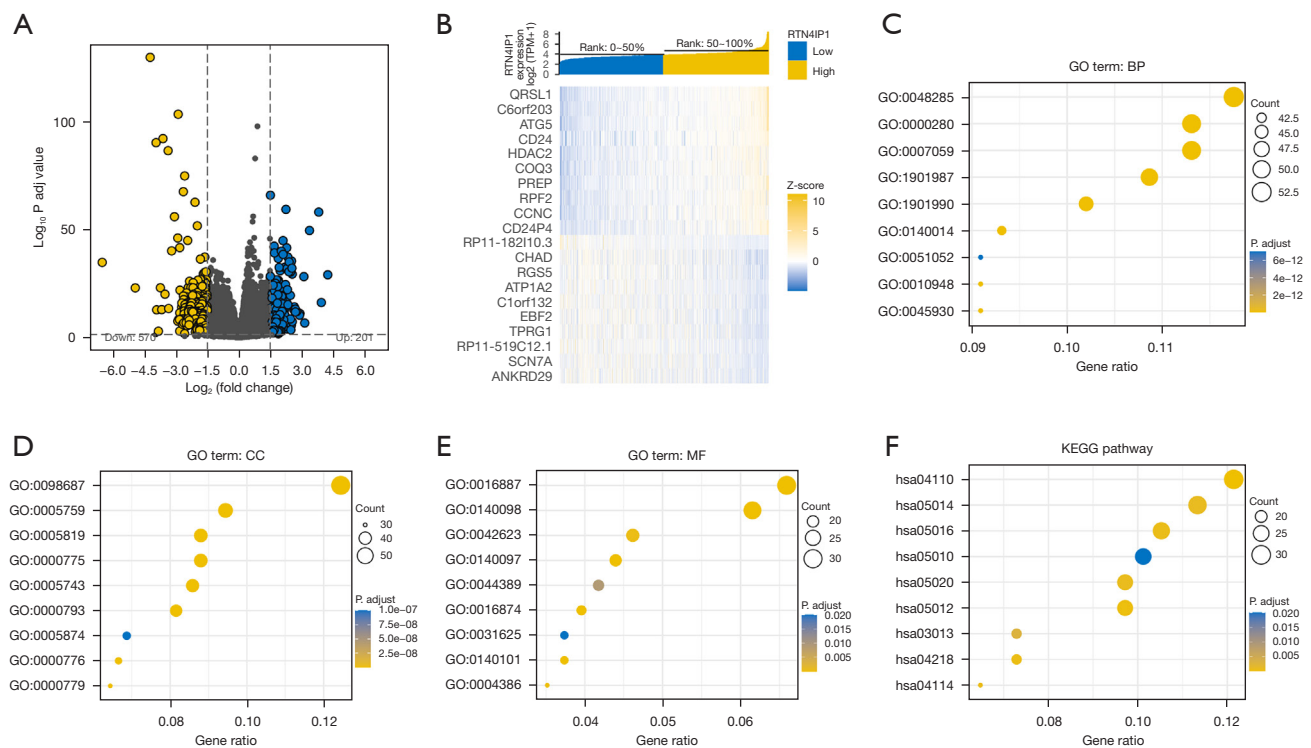 A
Log10 P adj value
100
50
0
Down: 570
Up: 201
−6.0 −4.5 −3.0 −1.5 0.0 1.5 3.0 4.5 6.0
Log2 (fold change)
B
RTN4IP1
expression
log2 (TPM+1)
8
6
4
2
0
Rank: 0~50%
Rank: 50~100%
RTN4IP1
Low
High
QRSL1
C6orf203
ATG5
CD24
HDAC2
COQ3
PREP
RPF2
CCNC
CD24P4
RP11-182I10.3
CHAD
RGS5
ATP1A2
C1orf132
EBF2
TPRG1
RP11-519C12.1
SCN7A
ANKRD29
Z-score
10
5
0
C
GO term: BP
GO:0048285
GO:0000280
GO:0007059
GO:1901987
GO:1901990
GO:0140014
GO:0051052
GO:0010948
GO:0045930
0.09 0.10 0.11
Gene ratio
Count
42.5
45.0
47.5
50.0
52.5
P. adjust
6e−12
4e−12
2e−12
D
GO term: CC
GO:0098687
GO:0005759
GO:0005819
GO:0000775
GO:0005743
GO:0000793
GO:0005874
GO:0000776
GO:0000779
0.08 0.10 0.12
Gene ratio
Count
30
40
50
P. adjust
1.0e−07
7.5e−08
5.0e−08
2.5e−08
E
GO term: MF
GO:0016887
GO:0140098
GO:0042623
GO:0140097
GO:0044389
GO:0016874
GO:0031625
GO:0140101
GO:0004386
0.04 0.05 0.06
Gene ratio
Count
20
25
30
P. adjust
0.020
0.015
0.010
0.005
F
KEGG pathway
hsa04110
hsa05014
hsa05016
hsa05010
hsa05020
hsa05012
hsa03013
hsa04218
hsa04114
0.08 0.10 0.12
Gene ratio
Count
20
25
30
P. adjust
0.020
0.015
0.010
0.005